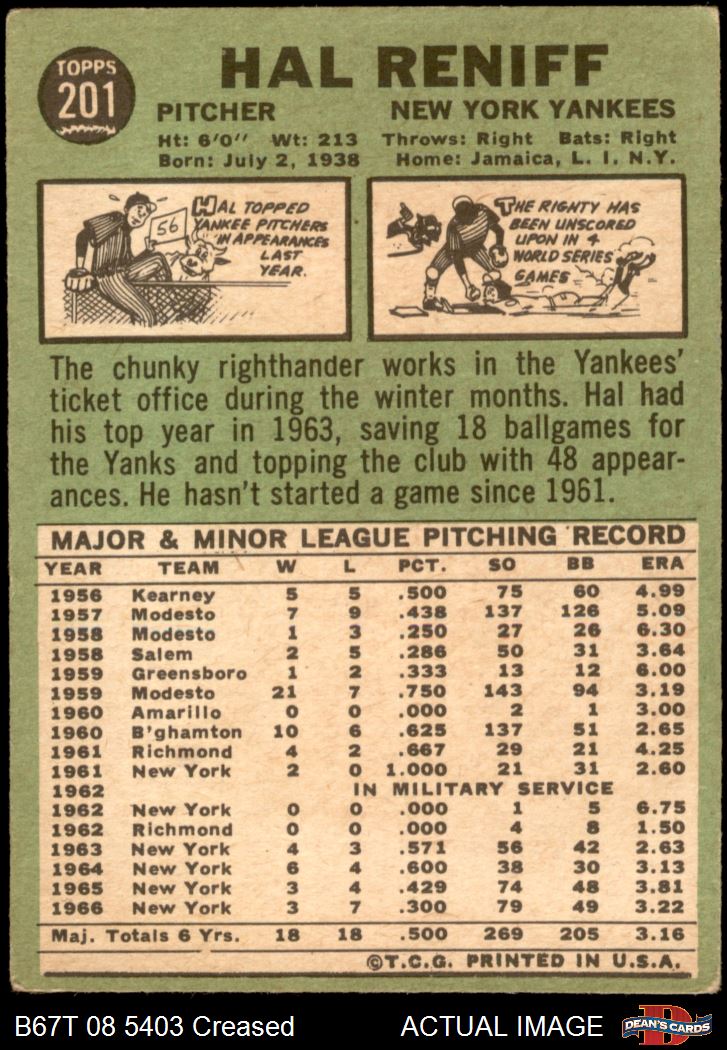 TOPPS
201
HAL RENIFF
PITCHER NEW YORK YANKEES
Ht: 6'0" Wt: 213 Throws: Right Bats: Right
Born: July 2, 1938 Home: Jamaica, L. I. N.Y.
56
HAL TOPPED
YANKEE PITCHERS
IN APPEARANCES
LAST
YEAR.
THE RIGHTY HAS
BEEN UNSCORED
UPON IN 4
WORLD SERIES
GAMES
The chunky righthander works in the Yankees'
ticket office during the winter months. Hal had
his top year in 1963, saving 18 ballgames for
the Yanks and topping the club with 48 appear-
ances. He hasn't started a game since 1961.
MAJOR & MINOR LEAGUE PITCHING RECORD
YEAR TEAM W L PCT. SO BB ERA
1956 Kearney 5 5 .500 75 60 4.99
1957 Modesto 7 9 .438 137 126 5.09
1958 Modesto 1 3 .250 27 26 6.30
1958 Salem 2 5 .286 50 31 3.64
1959 Greensboro 1 2 .333 13 12 6.00
1959 Modesto 21 7 .750 143 94 3.19
1960 Amarillo 0 0 .000 2 1 3.00
1960 B'ghamton 10 6 .625 137 51 2.65
1961 Richmond 4 2 .667 29 21 4.25
1961 New York 2 0 1.000 21 31 2.60
1962 IN MILITARY SERVICE
1962 New York 0 0 .000 1 5 6.75
1962 Richmond 0 0 .000 4 8 1.50
1963 New York 4 3 .571 56 42 2.63
1964 New York 6 4 .600 38 30 3.13
1965 New York 3 4 .429 74 48 3.81
1966 New York 3 7 .300 79 49 3.22
Maj. Totals 6 Yrs. 18 18 .500 269 205 3.16
©T.C.G. PRINTED IN U.S.A.
B67T 08 5403 Creased ACTUAL IMAGE
D
DEAN'S CARDS